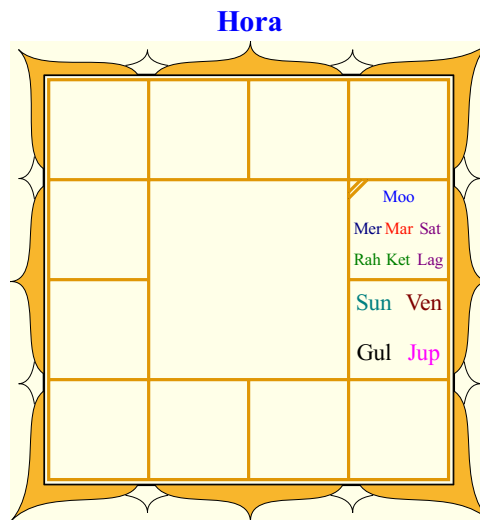 Hora
Moo
Mer Mar Sat
Rah Ket Lag
Sun Ven
Gul Jup